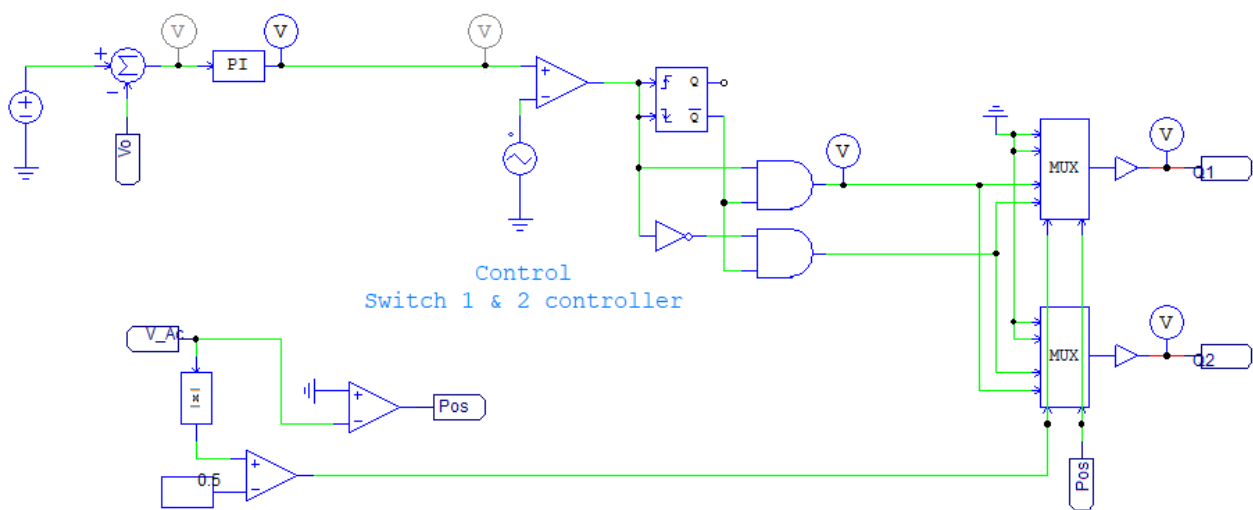 V
V
V
+
-
Σ
PI
+
-
Q
Q
Vo
V
MUX
V
Q1
Control
Switch 1 & 2 controller
V_Ac
V
MUX
Q2
|x|
+
-
Pos
+
-
0.5
Pos